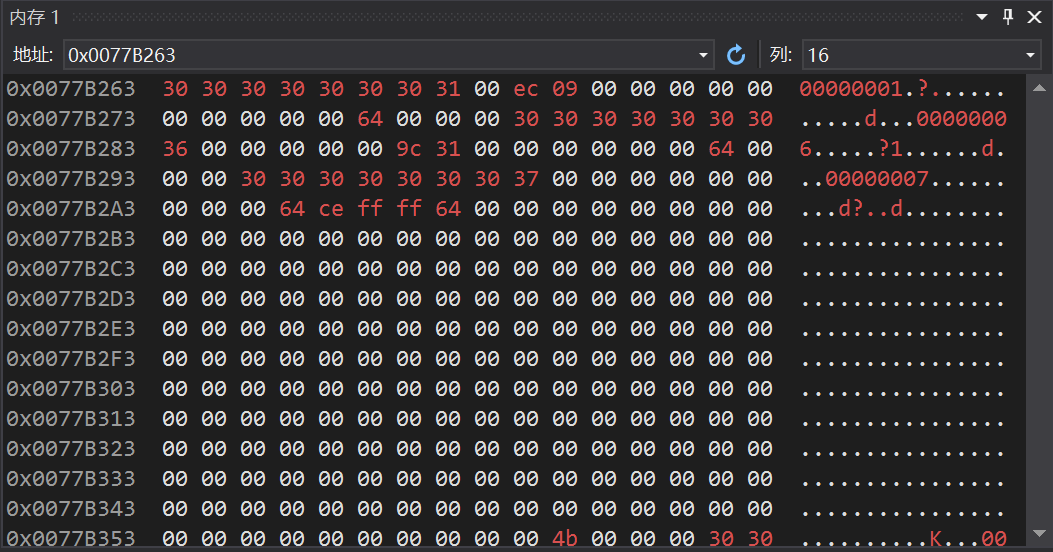 内存 1
地址: 0x0077B263 列: 16
0x0077B263 30 30 30 30 30 30 30 31 00 ec 09 00 00 00 00 00 00000001.?......
0x0077B273 00 00 00 00 00 64 00 00 00 30 30 30 30 30 30 30 .....d...0000000
0x0077B283 36 00 00 00 00 00 9c 31 00 00 00 00 00 00 64 00 6.....?1......d.
0x0077B293 00 00 30 30 30 30 30 30 30 37 00 00 00 00 00 00 ..00000007......
0x0077B2A3 00 00 00 64 ce ff ff 64 00 00 00 00 00 00 00 00 ...d?..d........
0x0077B2B3 00 00 00 00 00 00 00 00 00 00 00 00 00 00 00 00 ................
0x0077B2C3 00 00 00 00 00 00 00 00 00 00 00 00 00 00 00 00 ................
0x0077B2D3 00 00 00 00 00 00 00 00 00 00 00 00 00 00 00 00 ................
0x0077B2E3 00 00 00 00 00 00 00 00 00 00 00 00 00 00 00 00 ................
0x0077B2F3 00 00 00 00 00 00 00 00 00 00 00 00 00 00 00 00 ................
0x0077B303 00 00 00 00 00 00 00 00 00 00 00 00 00 00 00 00 ................
0x0077B313 00 00 00 00 00 00 00 00 00 00 00 00 00 00 00 00 ................
0x0077B323 00 00 00 00 00 00 00 00 00 00 00 00 00 00 00 00 ................
0x0077B333 00 00 00 00 00 00 00 00 00 00 00 00 00 00 00 00 ................
0x0077B343 00 00 00 00 00 00 00 00 00 00 00 00 00 00 00 00 ................
0x0077B353 00 00 00 00 00 00 00 00 00 00 4b 00 00 00 30 30 ..........K...00